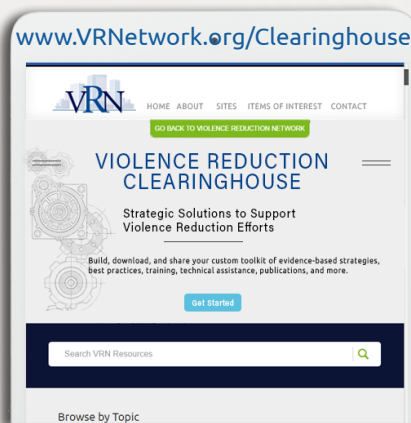 www.VRNetwork.org/Clearinghouse
VRN
HOME ABOUT SITES ITEMS OF INTEREST CONTACT
GO BACK TO VIOLENCE REDUCTION NETWORK
VIOLENCE REDUCTION
CLEARINGHOUSE
Strategic Solutions to Support
Violence Reduction Efforts
Build, download, and share your custom toolkit of evidence-based strategies,
best practices, training, technical assistance, publications, and more.
Get Started
Search VRN Resources
Browse by Topic